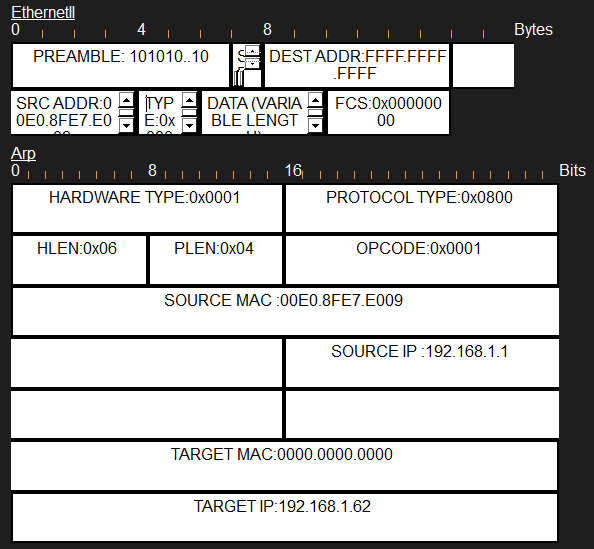 EthernetII
0 4 8 Bytes
PREAMBLE: 101010..10
DEST ADDR:FFFF.FFFF
.FFFF
SRC ADDR:0
0E0.8FE7.E0
TYP
E:0x
DATA (VARIA
BLE LENGT
FCS:0x000000
00
Arp
0 8 16 Bits
HARDWARE TYPE:0x0001 PROTOCOL TYPE:0x0800
HLEN:0x06 PLEN:0x04 OPCODE:0x0001
SOURCE MAC :00E0.8FE7.E009
SOURCE IP :192.168.1.1
TARGET MAC:0000.0000.0000
TARGET IP:192.168.1.62